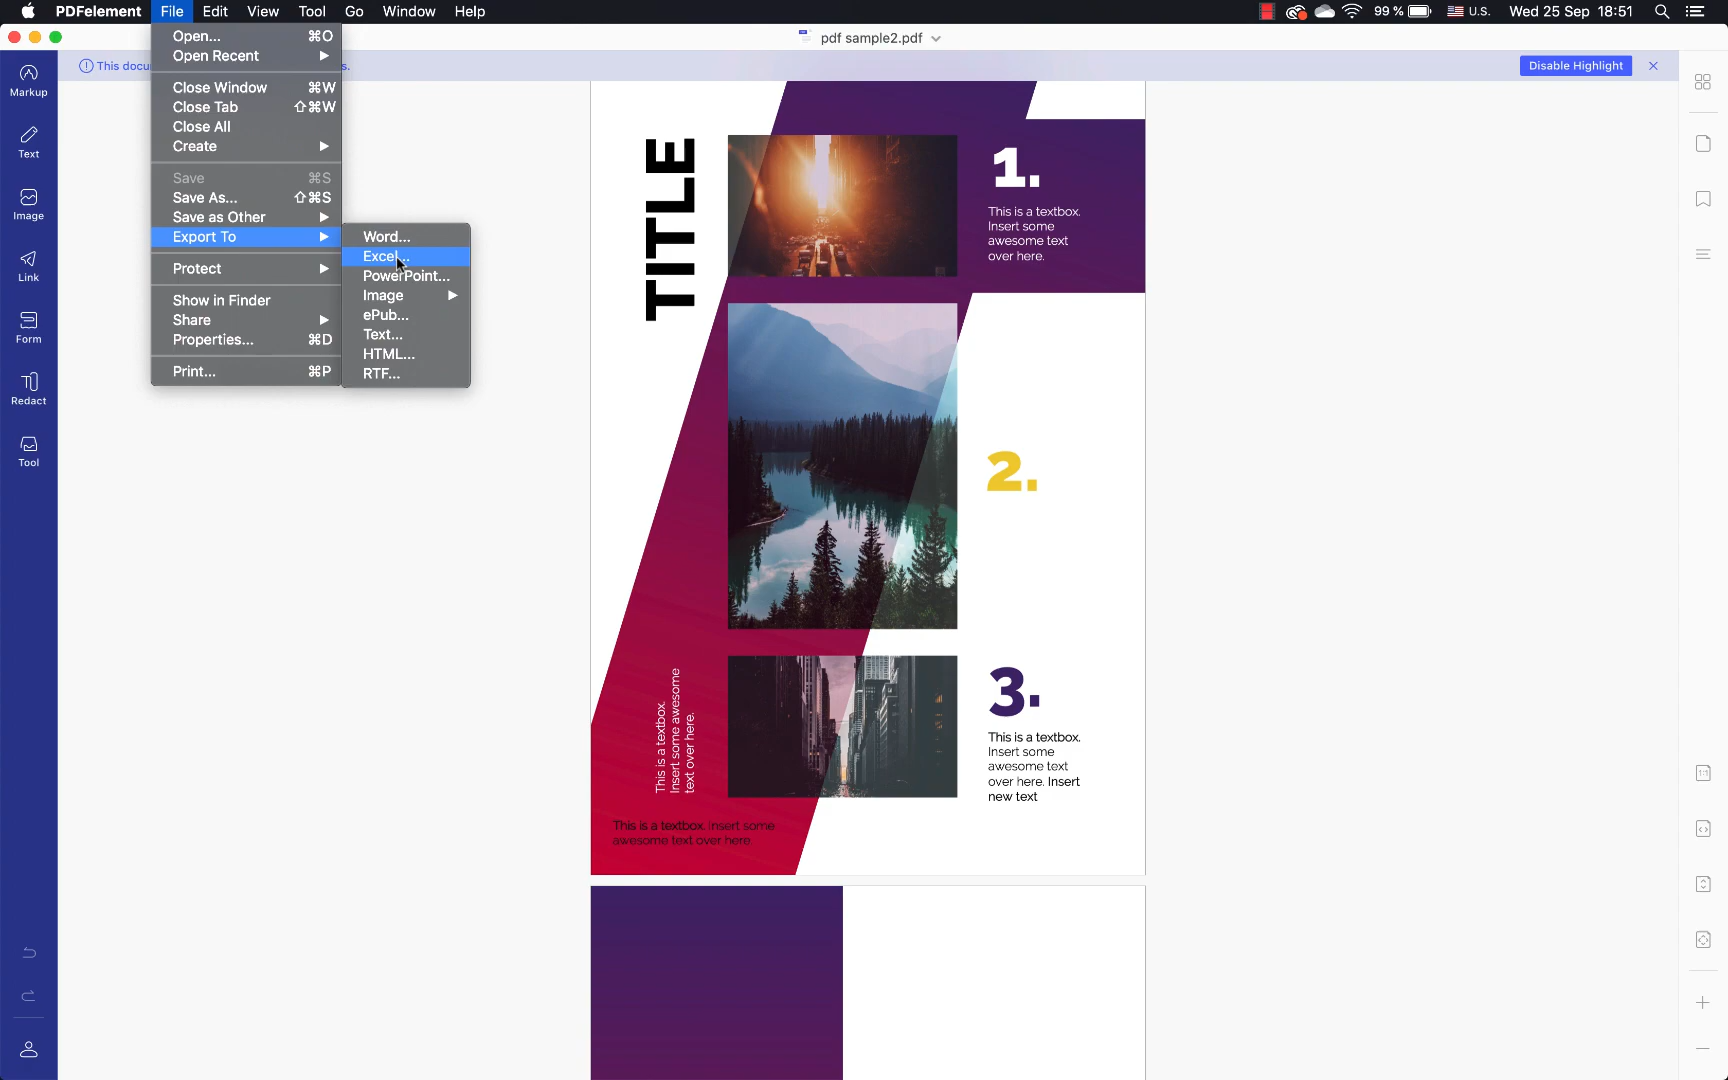 PDFelement File Edit View Tool Go Window Help 99 % U.S. Wed 25 Sep 18:51
pdf sample2.pdf
This docu s. Disable Highlight
Markup
Text
Image
Link
Form
Redact
Tool
Open... ⌘O
Open Recent
Close Window ⌘W
Close Tab ⇧⌘W
Close All
Create
Save ⌘S
Save As... ⇧⌘S
Save as Other
Export To
Protect
Show in Finder
Share
Properties... ⌘D
Print... ⌘P
Word...
Excel...
PowerPoint...
Image
ePub...
Text...
HTML...
RTF...
TITLE
1.
This is a textbox.
Insert some
awesome text
over here.
2.
3.
This is a textbox.
Insert some
awesome text
over here. Insert
new text
This is a textbox.
Insert some awesome
text over here.
This is a textbox. Insert some
awesome text over here.
1:1